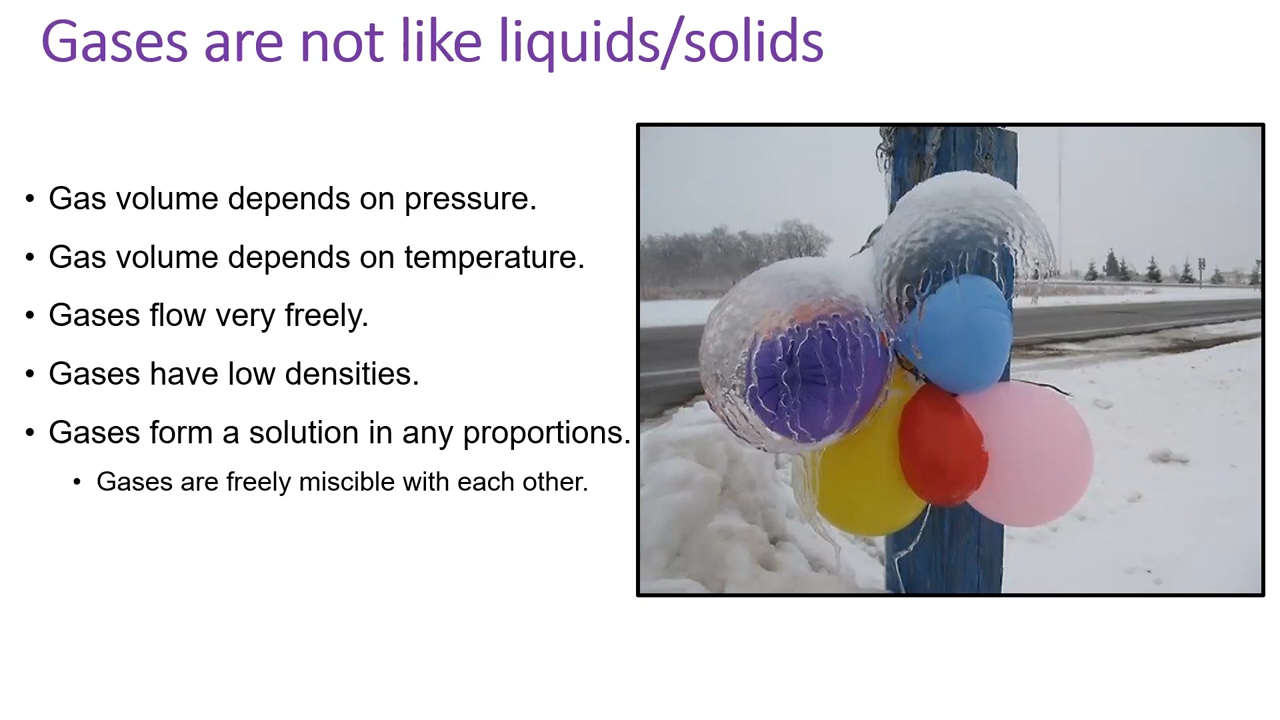 Gases are not like liquids/solids
• Gas volume depends on pressure.
• Gas volume depends on temperature.
• Gases flow very freely.
• Gases have low densities.
• Gases form a solution in any proportions.
• Gases are freely miscible with each other.